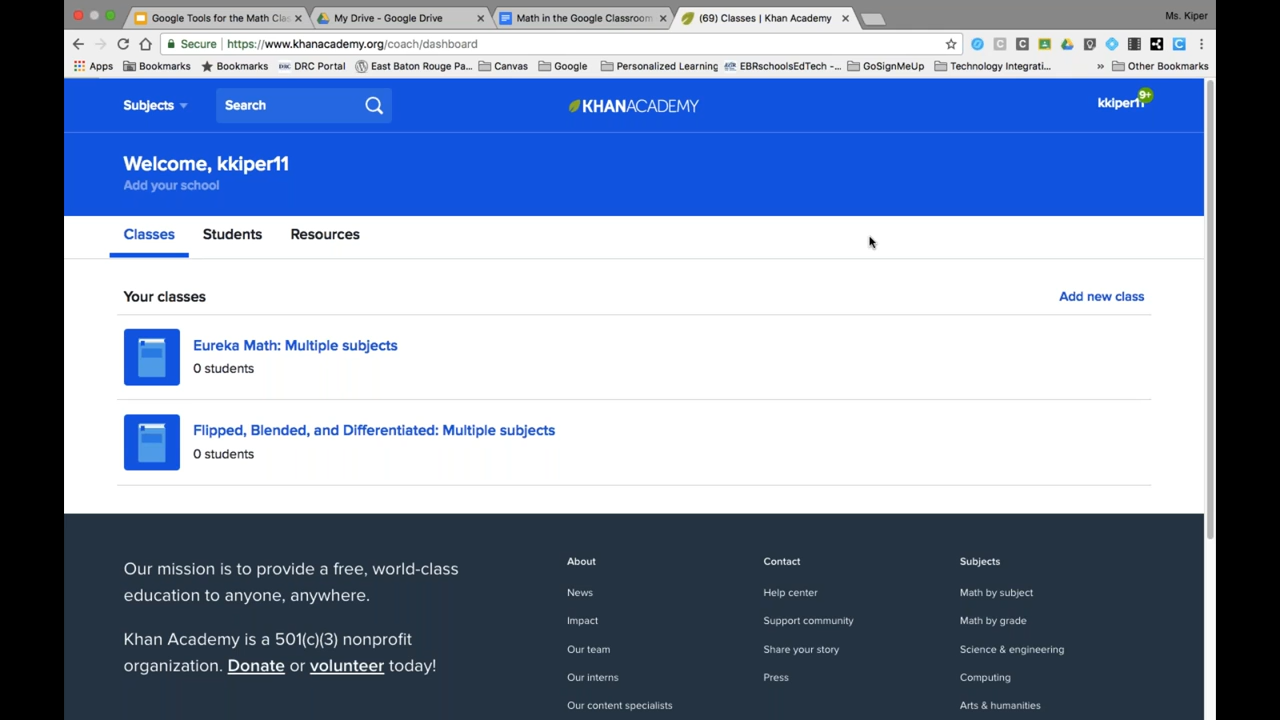 Google Tools for the Math Clas
My Drive - Google Drive
Math in the Google Classroom
(69) Classes | Khan Academy
Ms. Kiper
Secure | https://www.khanacademy.org/coach/dashboard
Apps
Bookmarks
Bookmarks
DRC Portal
East Baton Rouge Pa...
Canvas
Google
Personalized Learning
EBRschoolsEdTech -...
GoSignMeUp
Technology Integrati...
»
Other Bookmarks
Subjects
Search
KHANACADEMY
kkiper11
9+
Welcome, kkiper11
Add your school
Classes
Students
Resources
Your classes
Add new class
Eureka Math: Multiple subjects
0 students
Flipped, Blended, and Differentiated: Multiple subjects
0 students
Our mission is to provide a free, world-class
education to anyone, anywhere.
Khan Academy is a 501(c)(3) nonprofit
organization. Donate or volunteer today!
About
News
Impact
Our team
Our interns
Our content specialists
Contact
Help center
Support community
Share your story
Press
Subjects
Math by subject
Math by grade
Science & engineering
Computing
Arts & humanities